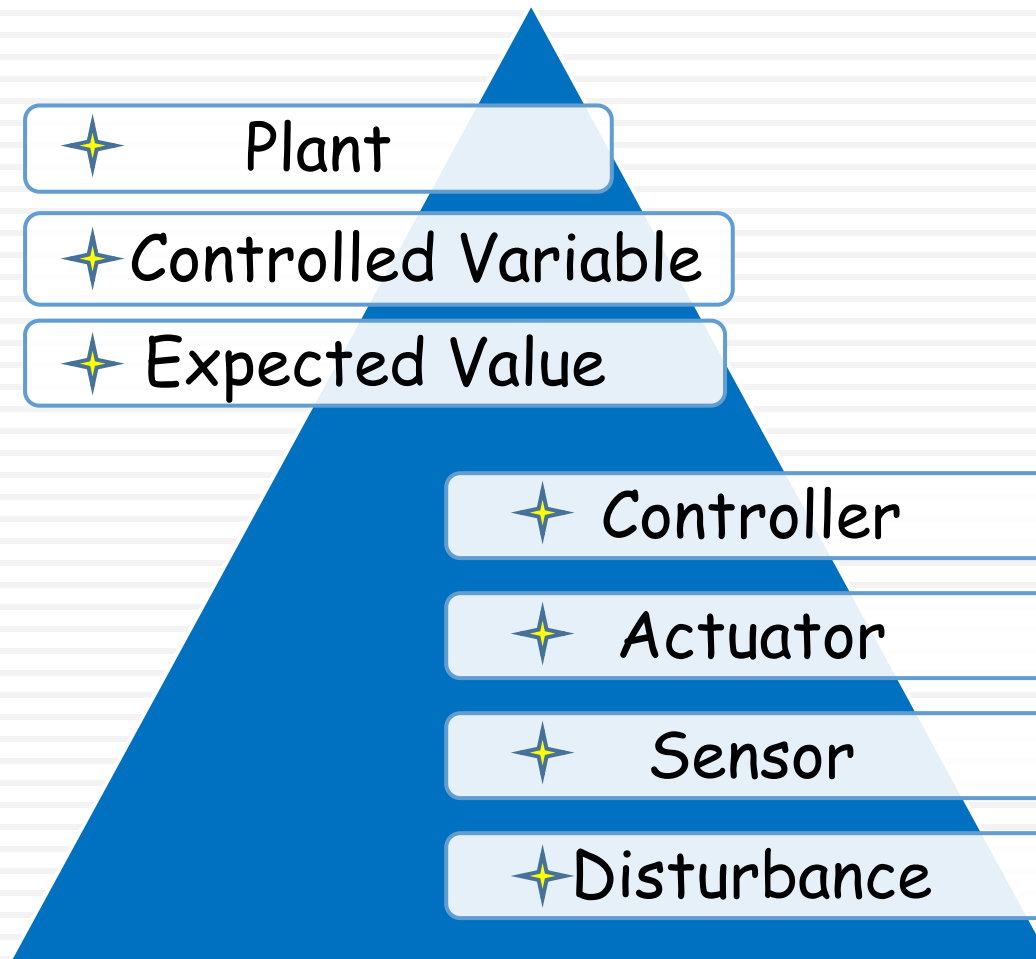 Plant
Controlled Variable
Expected Value
Controller
Actuator
Sensor
Disturbance